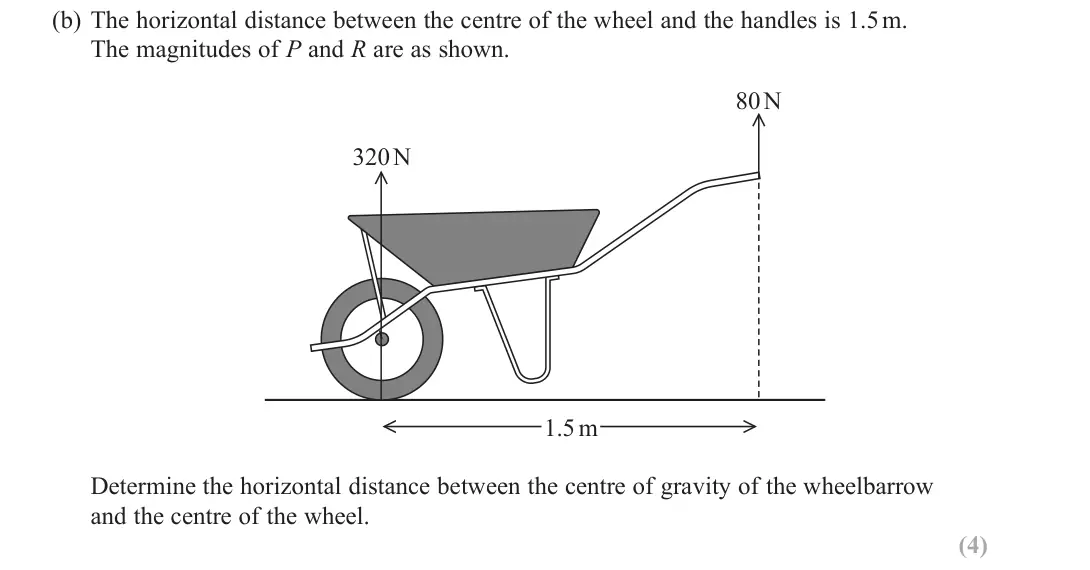 (b) The horizontal distance between the centre of the wheel and the handles is 1.5 m.
The magnitudes of P and R are as shown.
80 N
320 N
1.5 m
Determine the horizontal distance between the centre of gravity of the wheelbarrow
and the centre of the wheel.
(4)